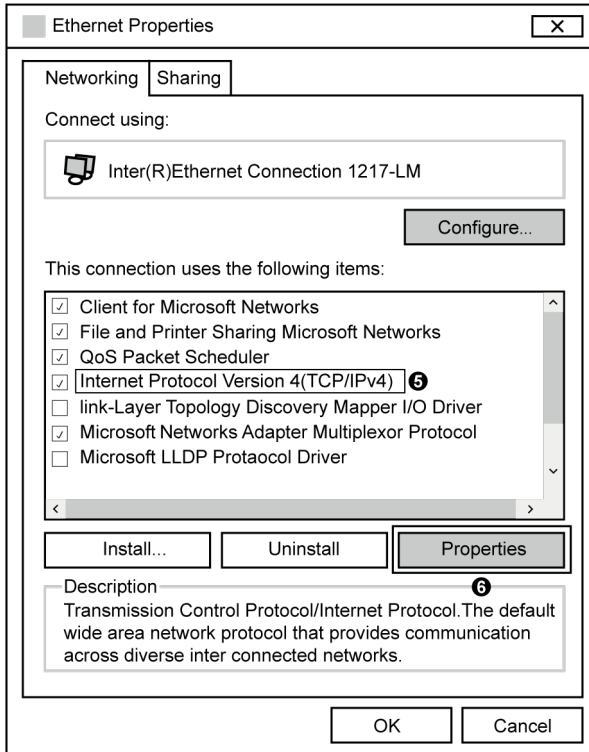 Ethernet Properties
Networking
Sharing
Connect using:
Inter(R)Ethernet Connection 1217-LM
Configure...
This connection uses the following items:
Client for Microsoft Networks
File and Printer Sharing Microsoft Networks
QoS Packet Scheduler
Internet Protocol Version 4(TCP/IPv4) ❺
link-Layer Topology Discovery Mapper I/O Driver
Microsoft Networks Adapter Multiplexor Protocol
Microsoft LLDP Protaocol Driver
Install...
Uninstall
Properties
❻
Description
Transmission Control Protocol/Internet Protocol.The default
wide area network protocol that provides communication
across diverse inter connected networks.
OK
Cancel